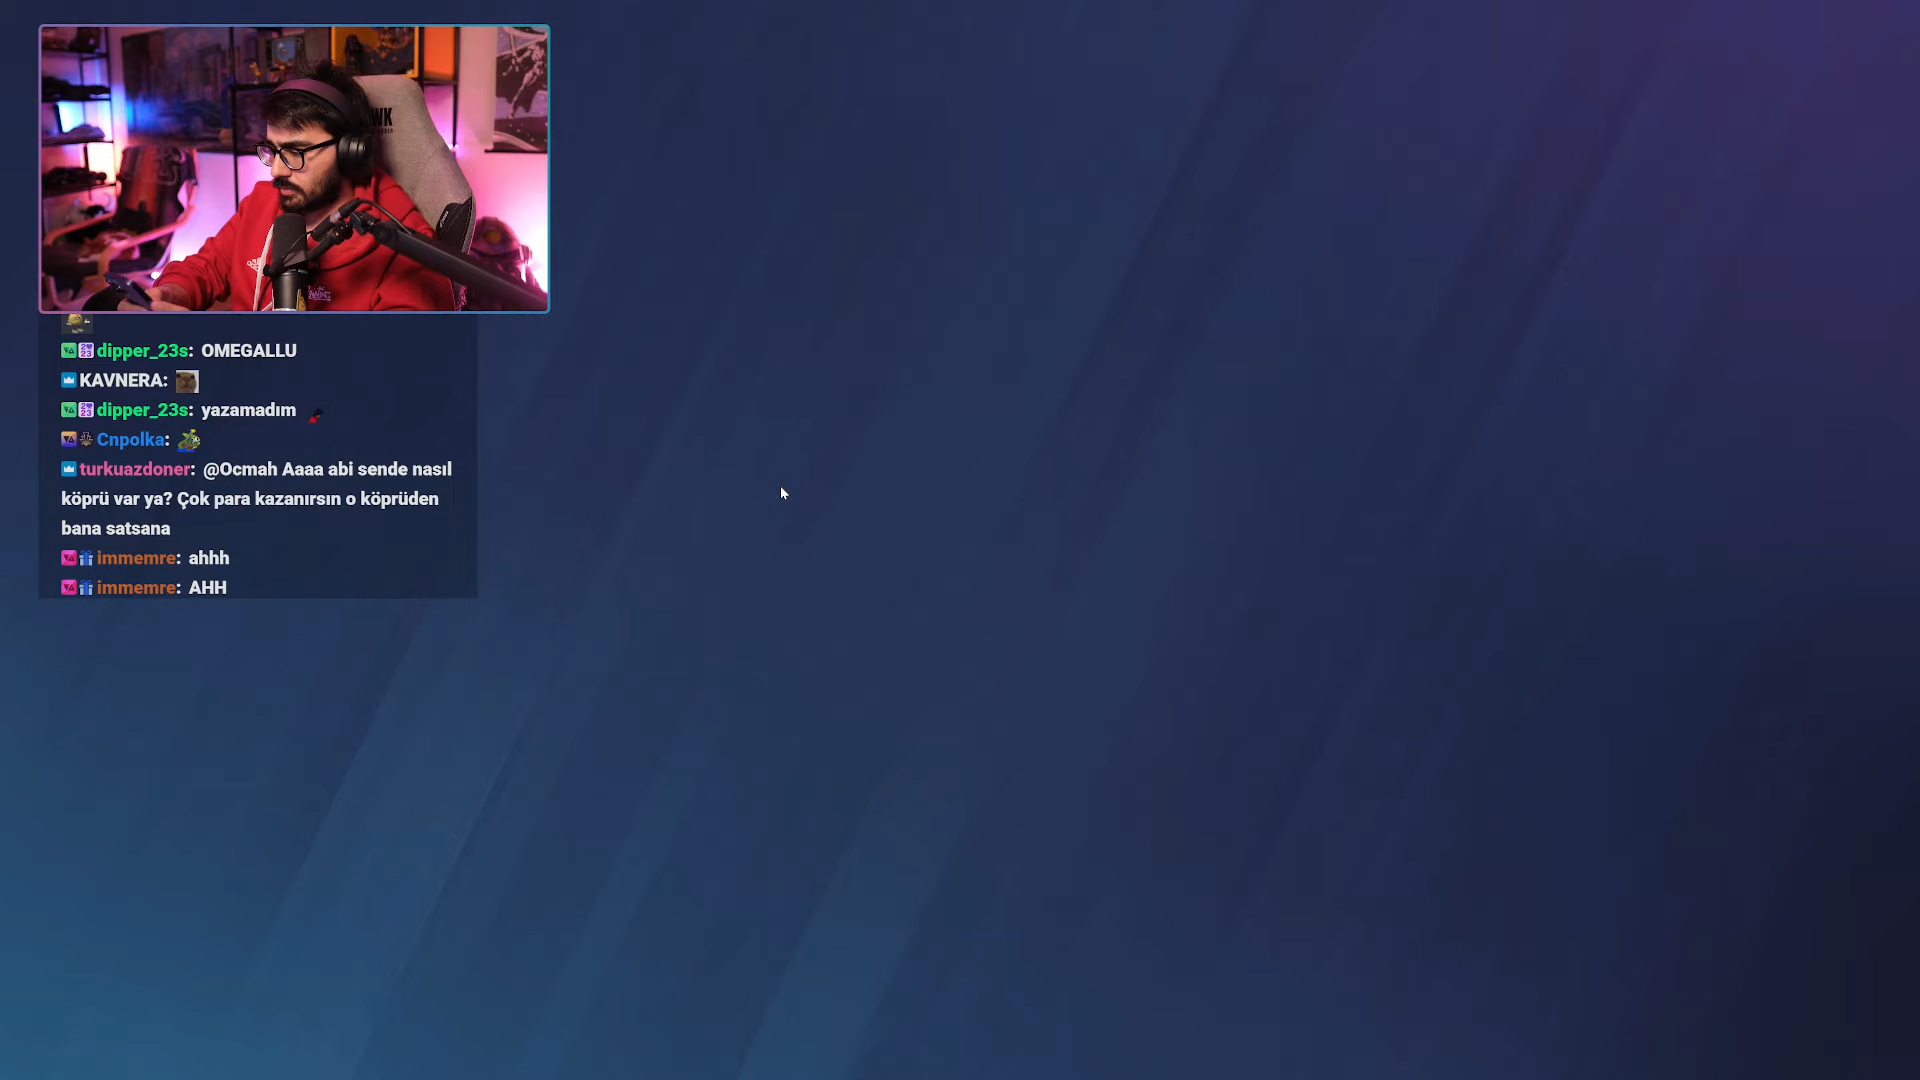 WK
dipper_23s: OMEGALLU
KAVNERA:
dipper_23s: yazamadım
Cnpolka:
turkuazdoner: @Ocmah Aaaa abi sende nasıl
köprü var ya? Çok para kazanırsın o köprüden
bana satsana
immemre: ahhh
immemre: AHH